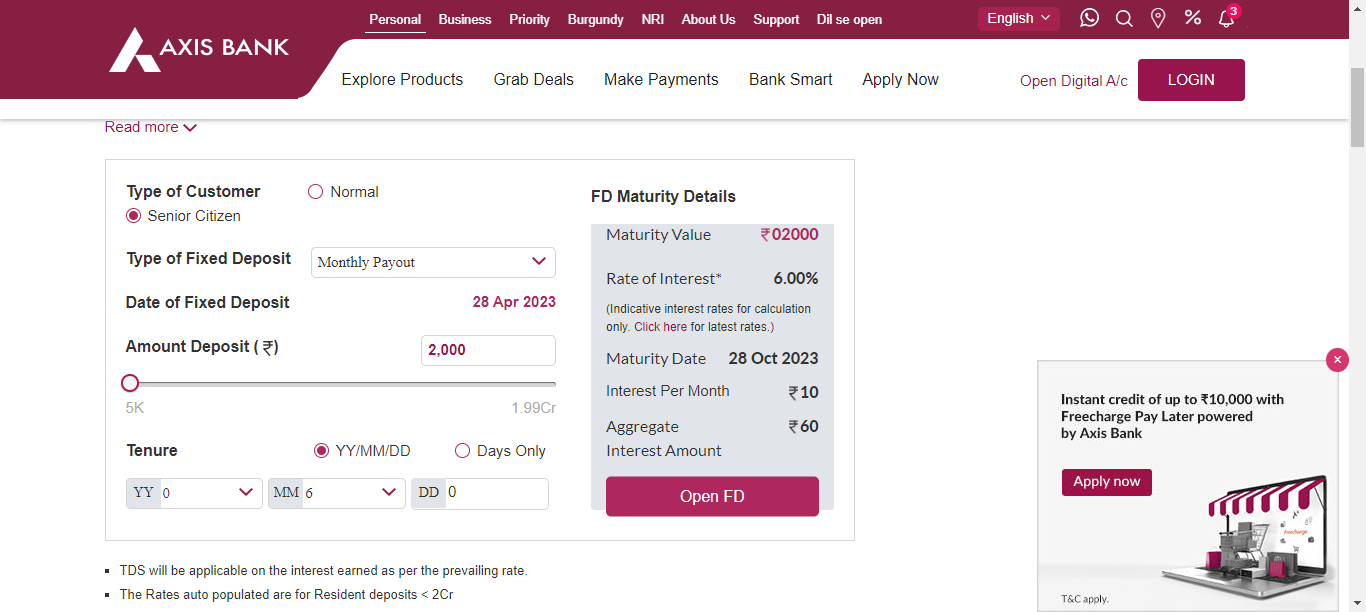 Personal Business Priority Burgundy NRI About Us Support Dil se open English 3
AXIS BANK
Explore Products Grab Deals Make Payments Bank Smart Apply Now Open Digital A/c LOGIN
Read more
Type of Customer Normal
Senior Citizen
Type of Fixed Deposit Monthly Payout
Date of Fixed Deposit 28 Apr 2023
Amount Deposit ( ₹) 2,000
5K 1.99Cr
Tenure YY/MM/DD Days Only
YY 0 MM 6 DD 0
FD Maturity Details
Maturity Value ₹02000
Rate of Interest* 6.00%
(Indicative interest rates for calculation
only. Click here for latest rates.)
Maturity Date 28 Oct 2023
Interest Per Month ₹10
Aggregate ₹60
Interest Amount
Open FD
TDS will be applicable on the interest earned as per the prevailing rate.
The Rates auto populated are for Resident deposits < 2Cr
Instant credit of up to ₹10,000 with
Freecharge Pay Later powered
by Axis Bank
Apply now
Freecharge
T&C apply.